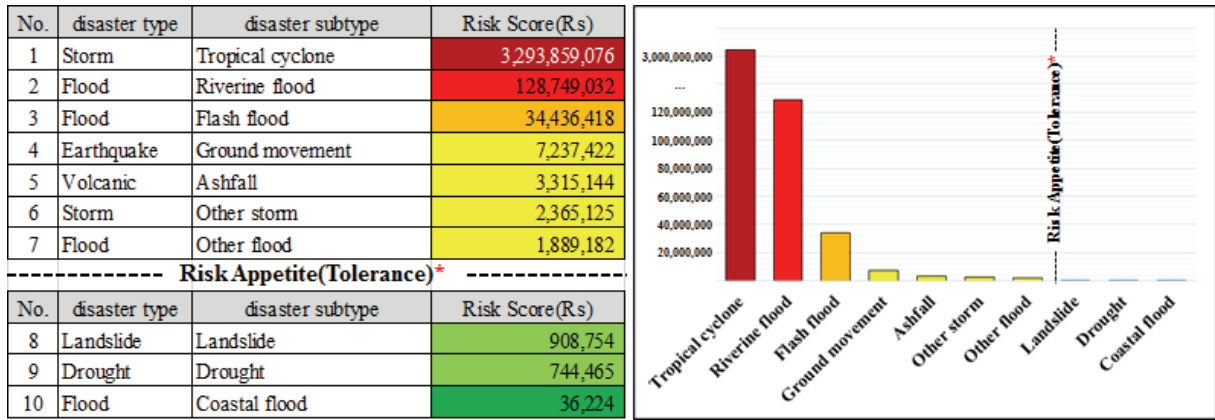 No. disaster type disaster subtype Risk Score(Rs)
1 Storm Tropical cyclone 3,293,859,076
2 Flood Riverine flood 128,749,032
3 Flood Flash flood 34,436,418
4 Earthquake Ground movement 7,237,422
5 Volcanic Ashfall 3,315,144
6 Storm Other storm 2,365,125
7 Flood Other flood 1,889,182
Risk Appetite(Tolerance)*
No. disaster type disaster subtype Risk Score(Rs)
8 Landslide Landslide 908,754
9 Drought Drought 744,465
10 Flood Coastal flood 36,224
3,000,000,000
...
120,000,000
100,000,000
80,000,000
60,000,000
40,000,000
20,000,000
Risk Appetite(Tolerance)*
Tropical cyclone
Riverine flood
Flash flood
Ground movement
Ashfall
Other storm
Other flood
Landslide
Drought
Coastal flood